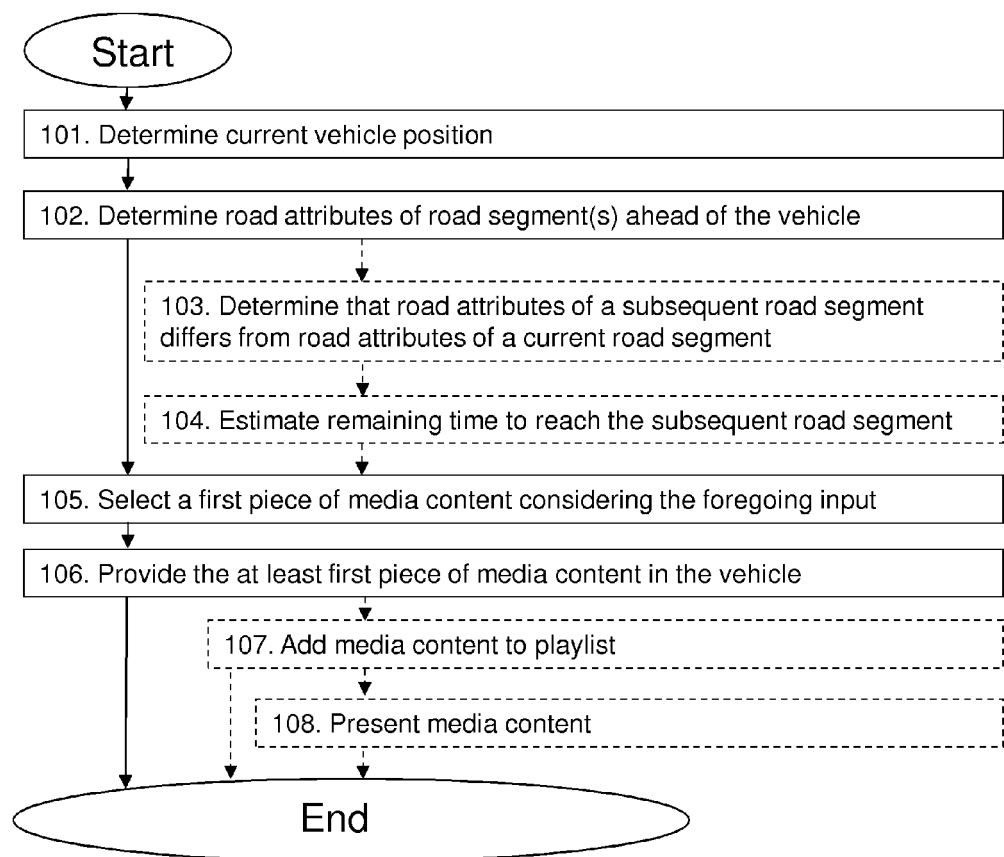 Start
101. Determine current vehicle position
102. Determine road attributes of road segment(s) ahead of the vehicle
103. Determine that road attributes of a subsequent road segment
differs from road attributes of a current road segment
104. Estimate remaining time to reach the subsequent road segment
105. Select a first piece of media content considering the foregoing input
106. Provide the at least first piece of media content in the vehicle
107. Add media content to playlist
108. Present media content
End